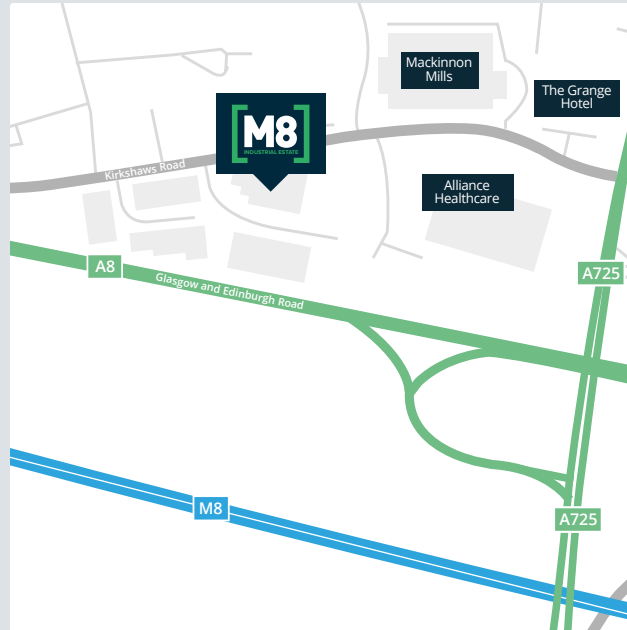 Mackinnon
Mills
The Grange
Hotel
M8
INDUSTRIAL ESTATE
Kirkshaws Road
Alliance
Healthcare
A8
A725
Glasgow and Edinburgh Road
M8
A725